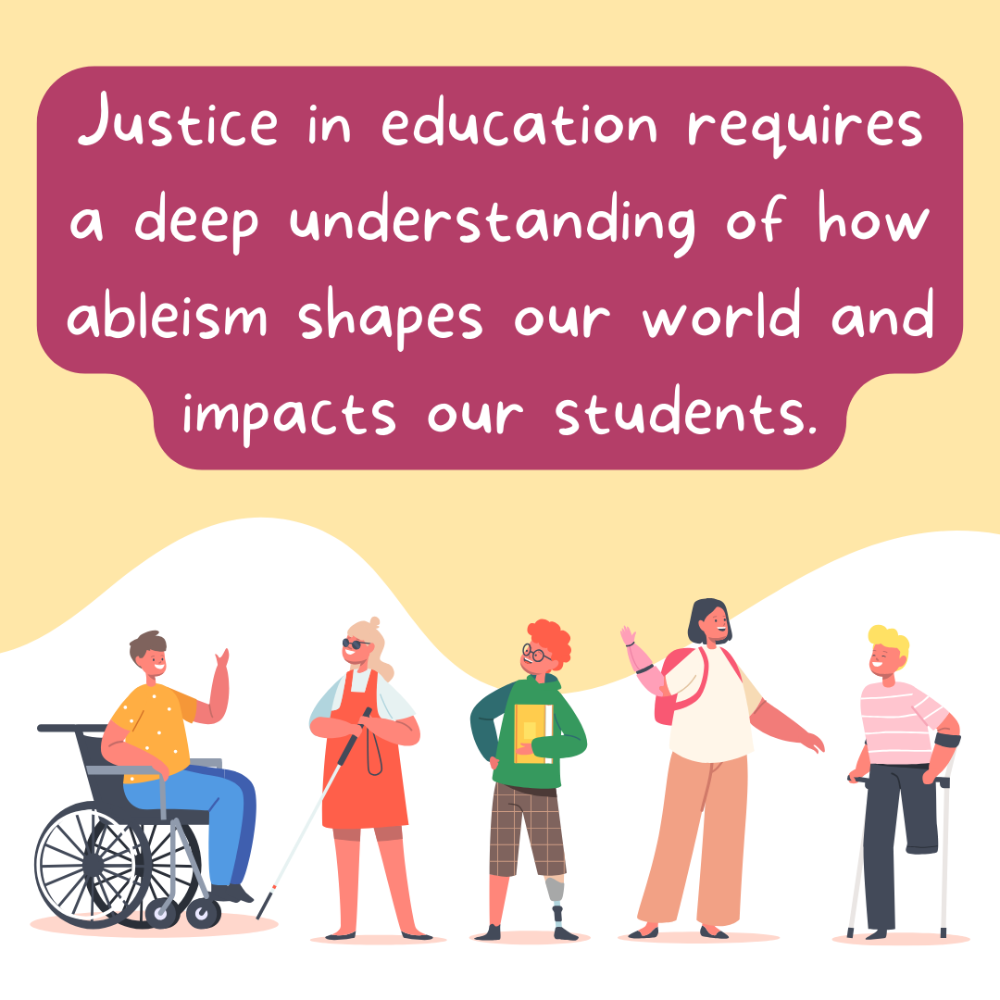 Justice in education requires
a deep understanding of how
ableism shapes our world and
impacts our students.